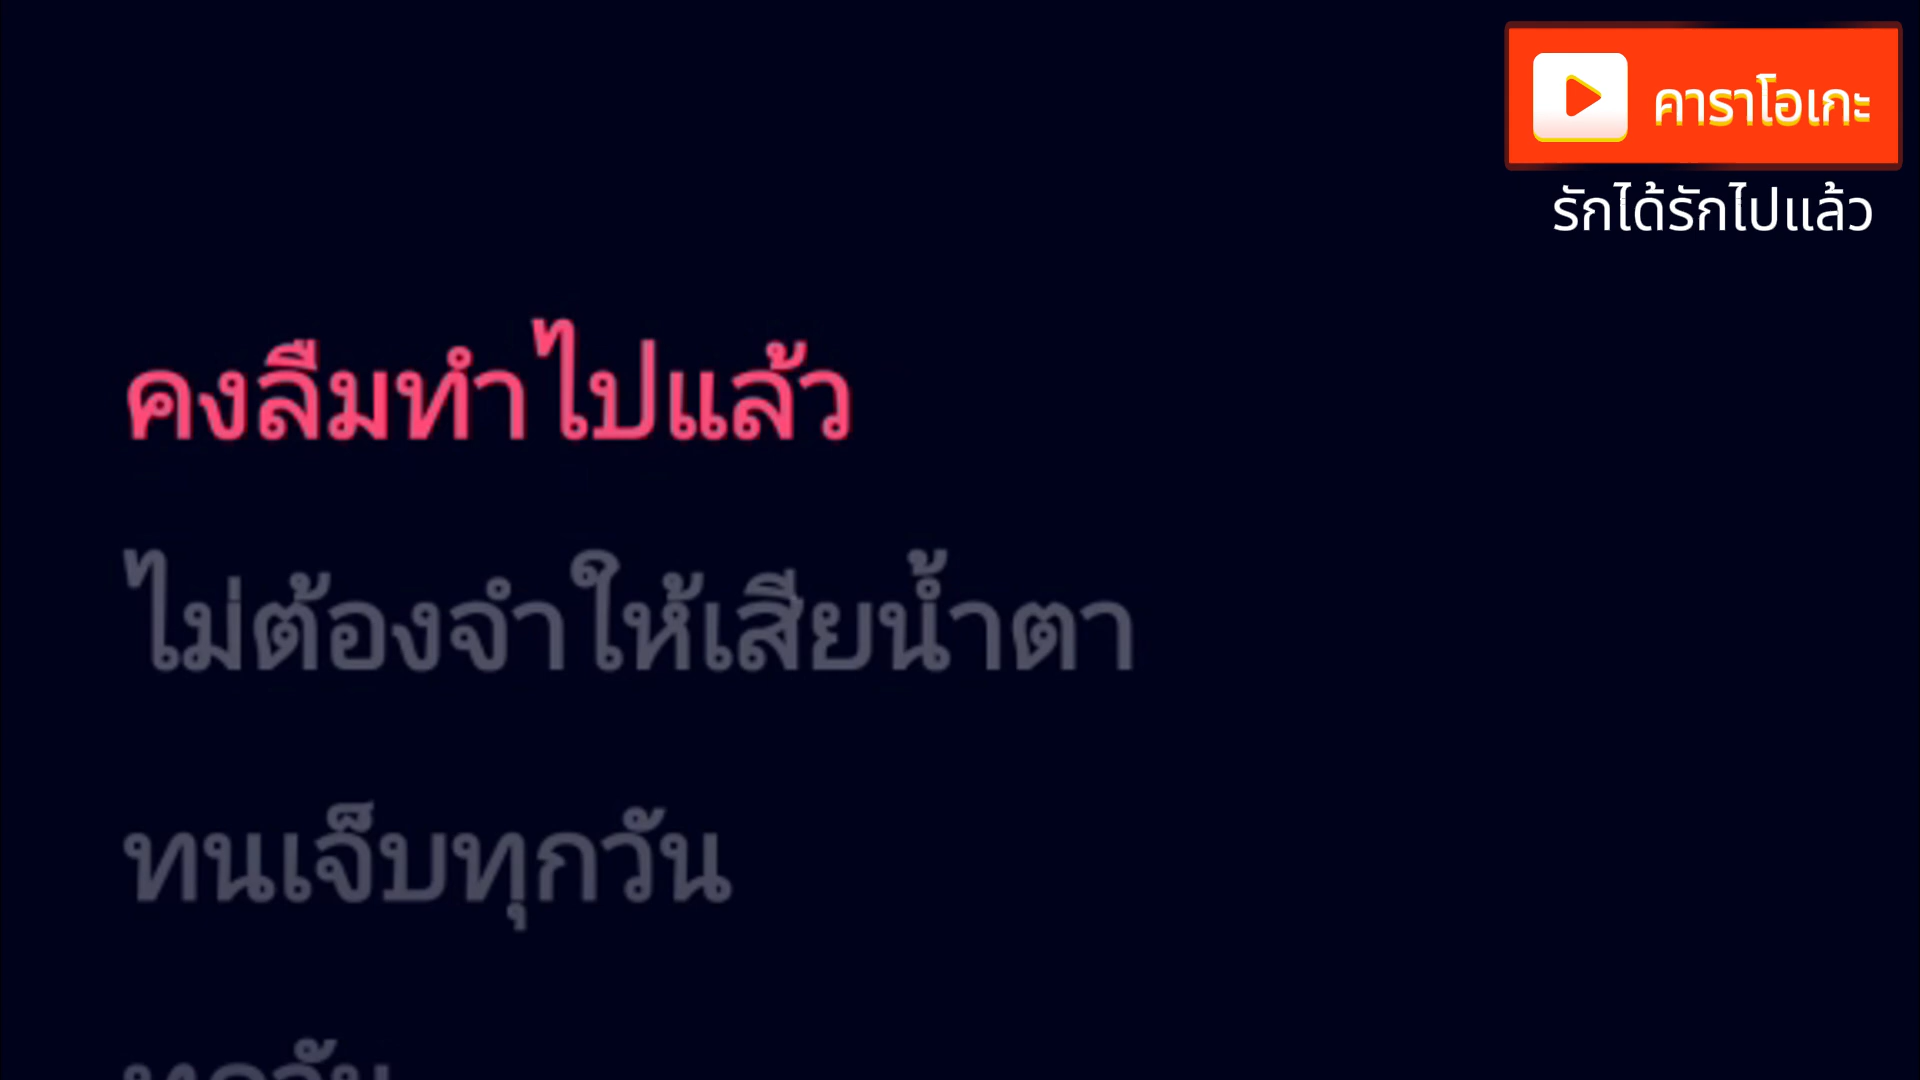 คาราโอเกะ
รักได้รักไปแล้ว
คงลืมทำไปแล้ว
ไม่ต้องจำให้เสียน้ำตา
ทนเจ็บทุกวัน